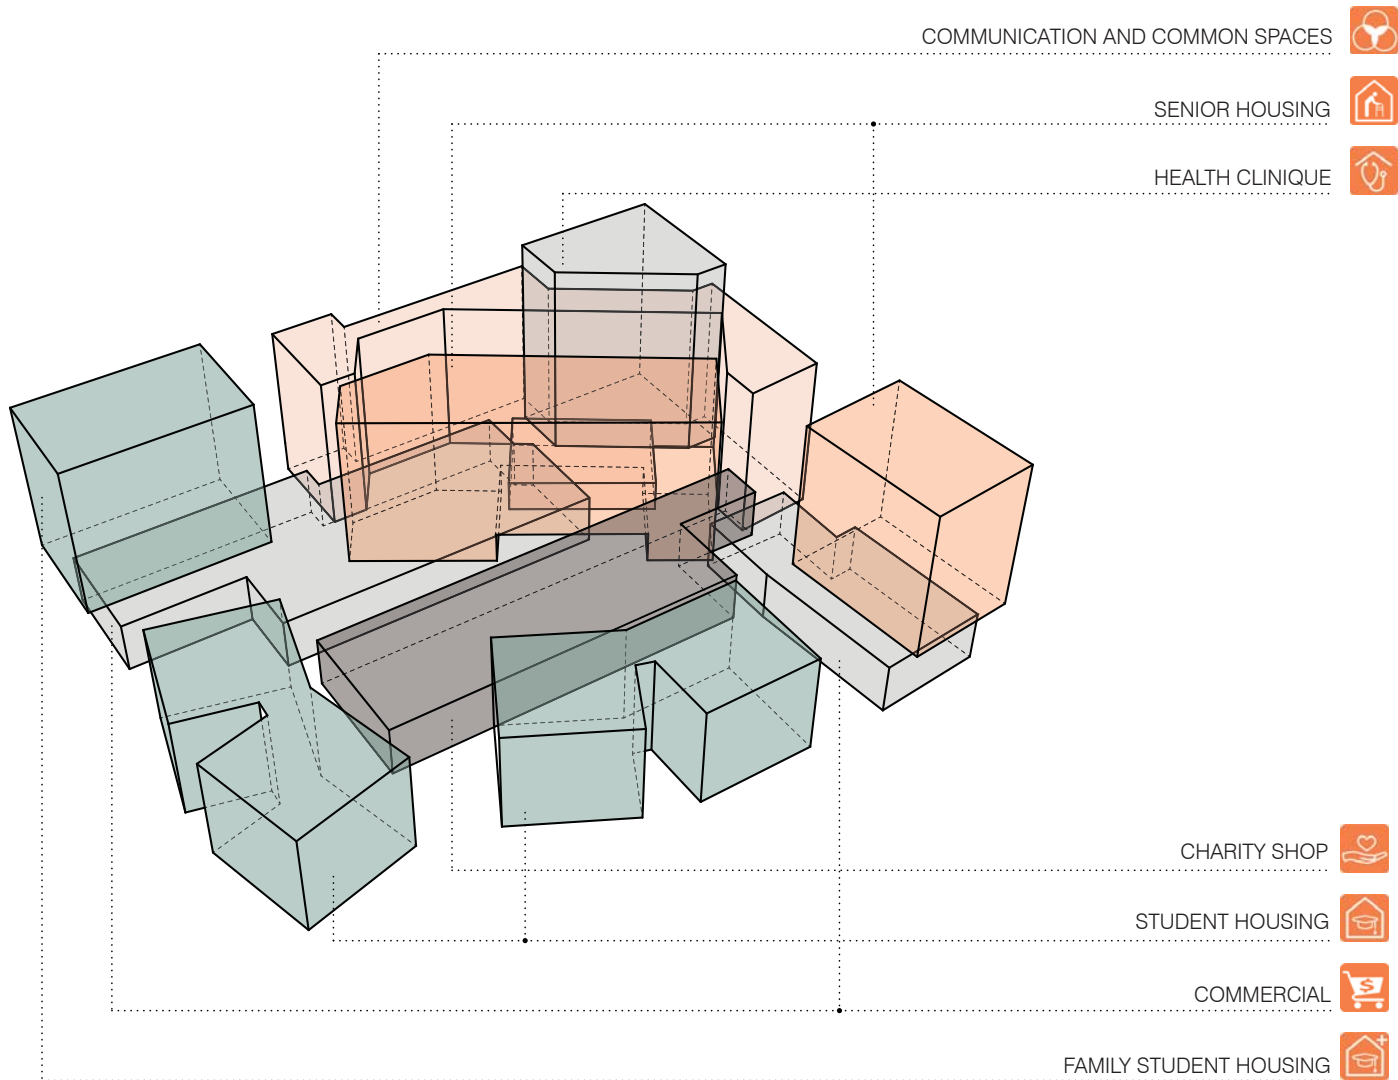 COMMUNICATION AND COMMON SPACES
SENIOR HOUSING
HEALTH CLINIQUE
CHARITY SHOP
STUDENT HOUSING
COMMERCIAL
$
FAMILY STUDENT HOUSING